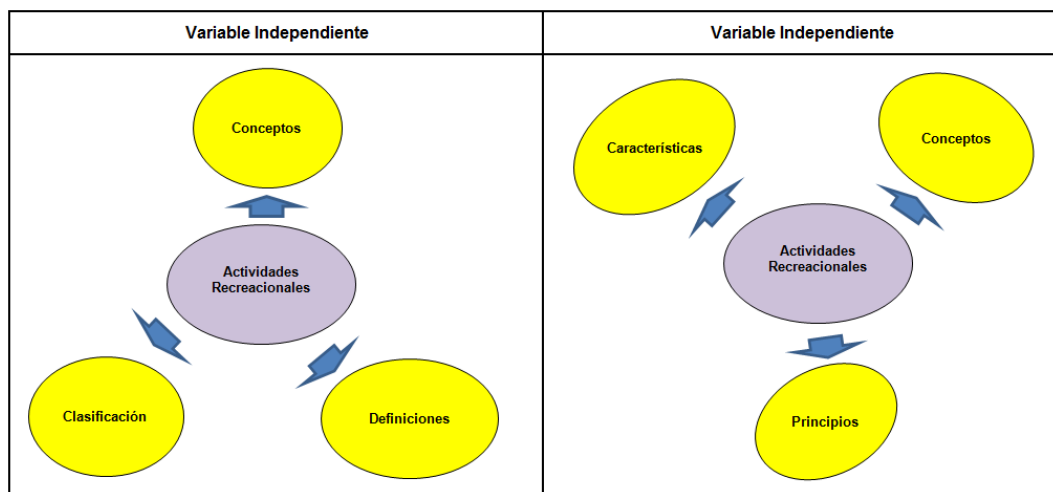 Variable Independiente
Conceptos
Actividades
Recreacionales
Clasificación
Definiciones
Variable Independiente
Características
Conceptos
Actividades
Recreacionales
Principios